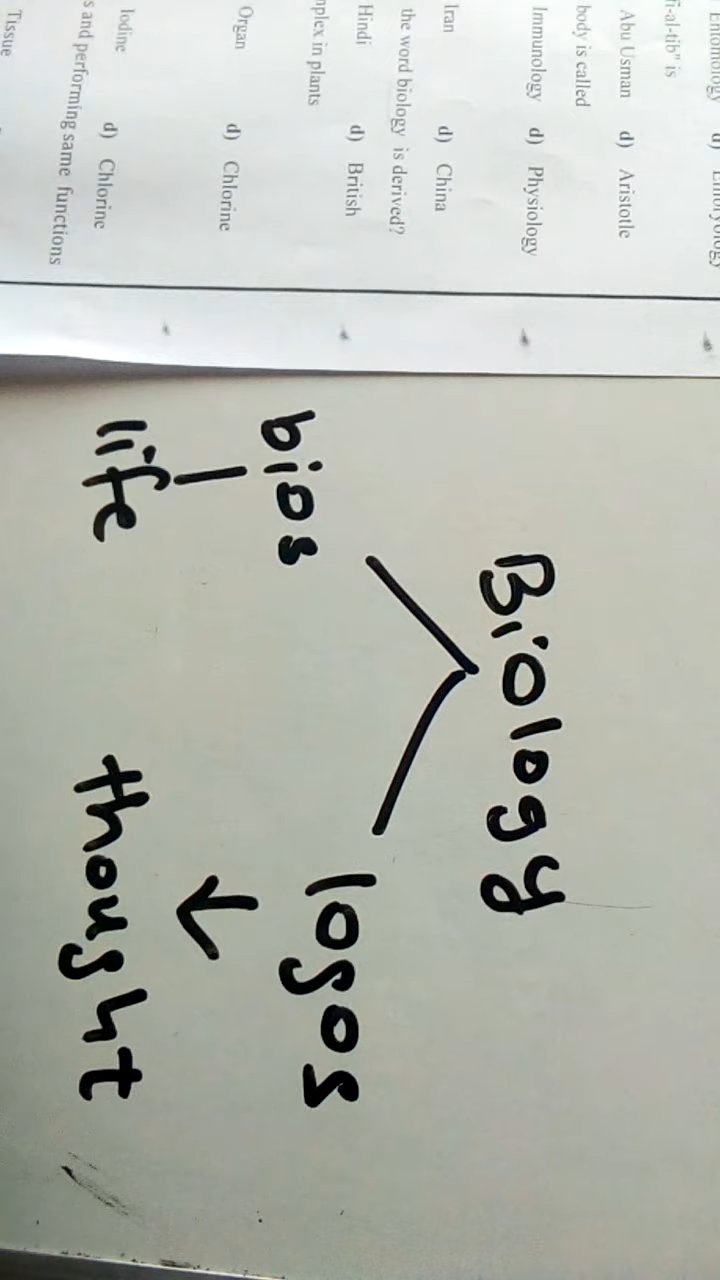 d)
fi-al-tib" is
Abu Usman d) Aristotle
body is called
Immunology d) Physiology
Iran d) China
the word biology is derived?
Hindi d) British
mplex in plants
Organ d) Chlorine
Iodine d) Chlorine
s and performing same functions
Tissue
Biology
bios logos
life thought